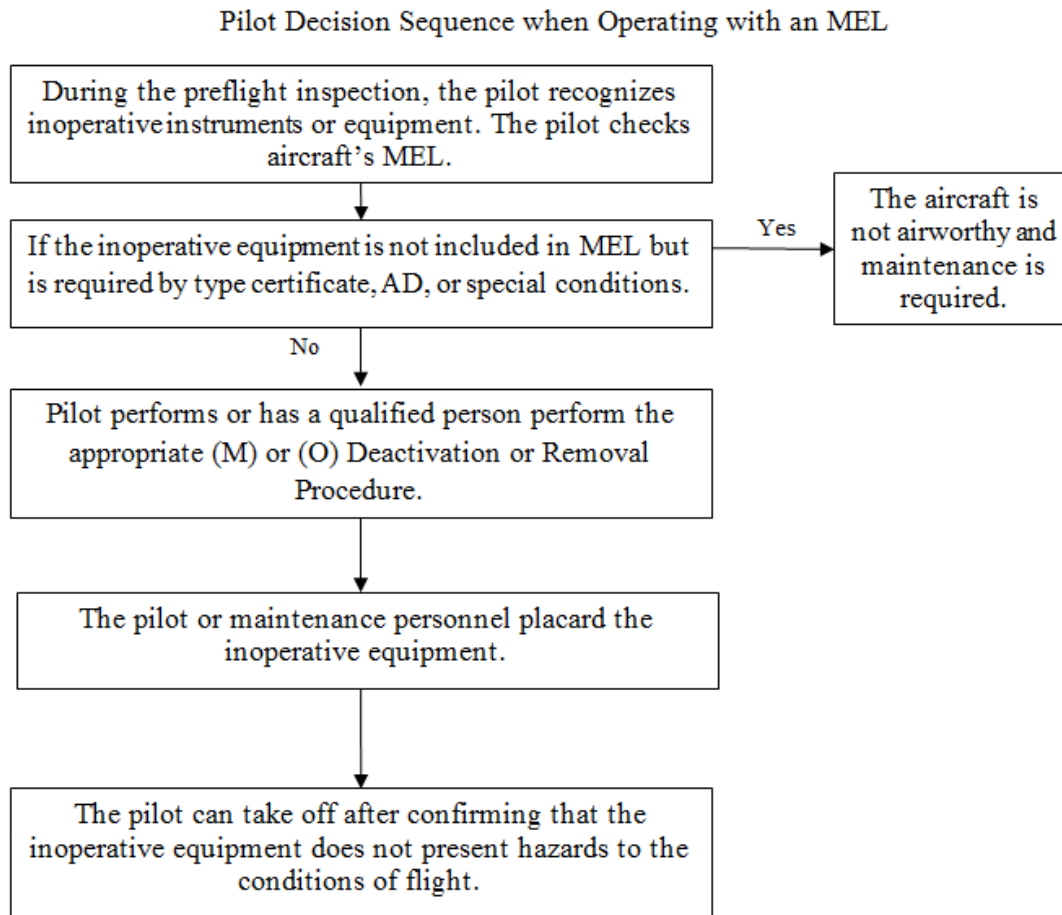 Pilot Decision Sequence when Operating with an MEL
During the preflight inspection, the pilot recognizes
inoperative instruments or equipment. The pilot checks
aircraft’s MEL.
If the inoperative equipment is not included in MEL but
is required by type certificate, AD, or special conditions.
Yes
The aircraft is
not airworthy and
maintenance is
required.
No
Pilot performs or has a qualified person perform the
appropriate (M) or (O) Deactivation or Removal
Procedure.
The pilot or maintenance personnel placard the
inoperative equipment.
The pilot can take off after confirming that the
inoperative equipment does not present hazards to the
conditions of flight.